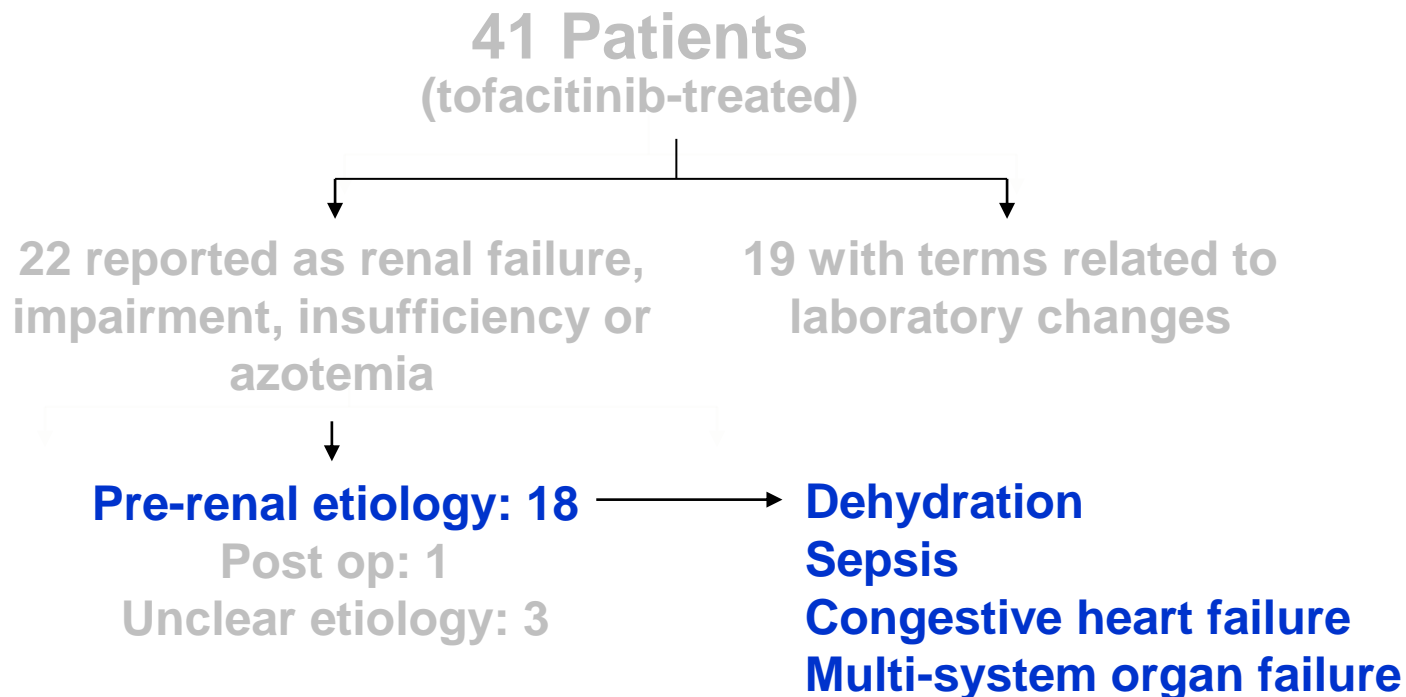 41 Patients
(tofacitinib-treated)
22 reported as renal failure,
impairment, insufficiency or
azotemia
19 with terms related to
laboratory changes
Pre-renal etiology: 18
Post op: 1
Unclear etiology: 3
Dehydration
Sepsis
Congestive heart failure
Multi-system organ failure